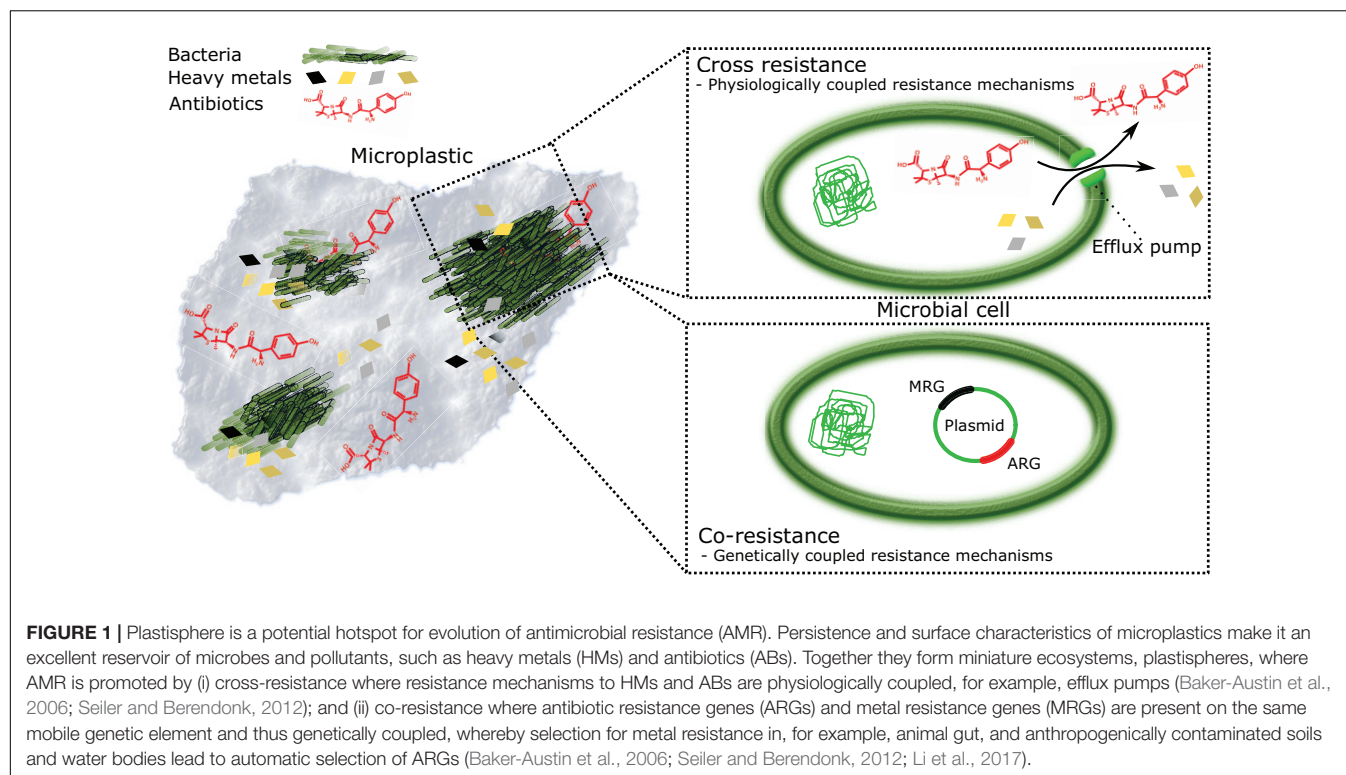 Bacteria
Heavy metals
Antibiotics
Microplastic
Cross resistance
- Physiologically coupled resistance mechanisms
Efflux pump
Microbial cell
MRG
Plasmid
ARG
Co-resistance
- Genetically coupled resistance mechanisms
FIGURE 1 | Plastisphere is a potential hotspot for evolution of antimicrobial resistance (AMR). Persistence and surface characteristics of microplastics make it an
excellent reservoir of microbes and pollutants, such as heavy metals (HMs) and antibiotics (ABs). Together they form miniature ecosystems, plastispheres, where
AMR is promoted by (i) cross-resistance where resistance mechanisms to HMs and ABs are physiologically coupled, for example, efflux pumps (Baker-Austin et al.,
2006; Seiler and Berendonk, 2012); and (ii) co-resistance where antibiotic resistance genes (ARGs) and metal resistance genes (MRGs) are present on the same
mobile genetic element and thus genetically coupled, whereby selection for metal resistance in, for example, animal gut, and anthropogenically contaminated soils
and water bodies lead to automatic selection of ARGs (Baker-Austin et al., 2006; Seiler and Berendonk, 2012; Li et al., 2017).